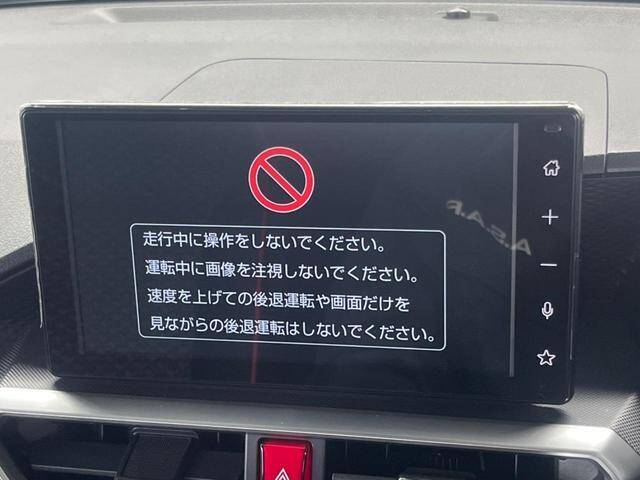 走行中に操作をしないでください。
運転中に画像を注視しないでください。
速度を上げての後退運転や画面だけを
見ながらの後退運転はしないでください。
A.S.A.P